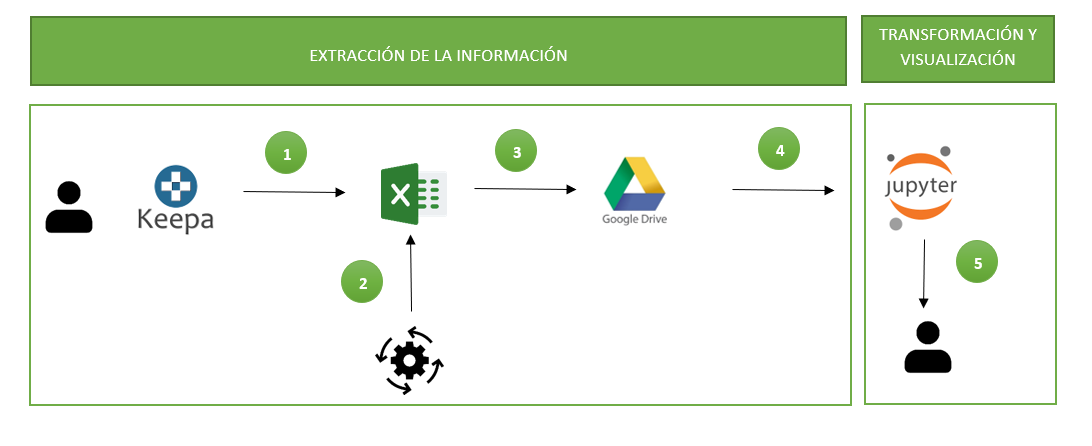 EXTRACCIÓN DE LA INFORMACIÓN
TRANSFORMACIÓN Y
VISUALIZACIÓN
1
3
4
Keepa
X
Google Drive
jupyter
2
5